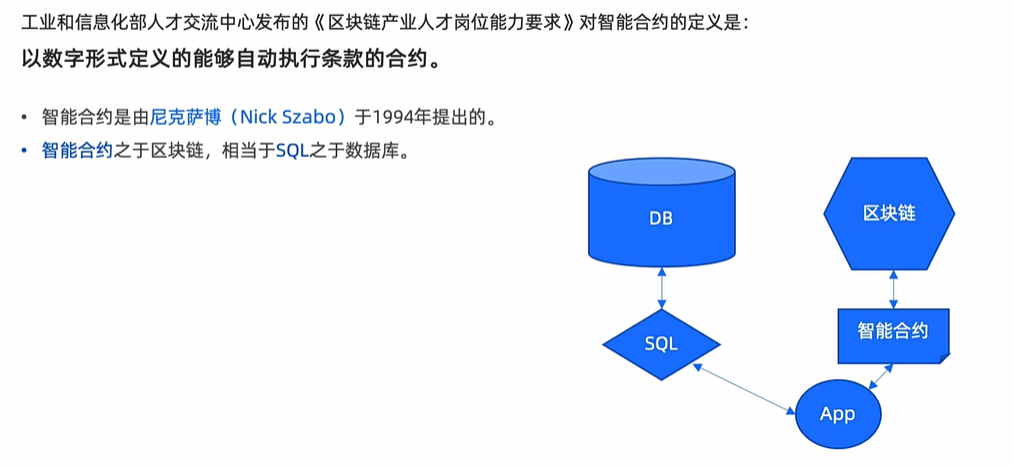 工业和信息化部人才交流中心发布的《区块链产业人才岗位能力要求》对智能合约的定义是：
以数字形式定义的能够自动执行条款的合约。
• 智能合约是由尼克萨博（Nick Szabo）于1994年提出的。
• 智能合约之于区块链，相当于SQL之于数据库。
DB
区块链
SQL
智能合约
App